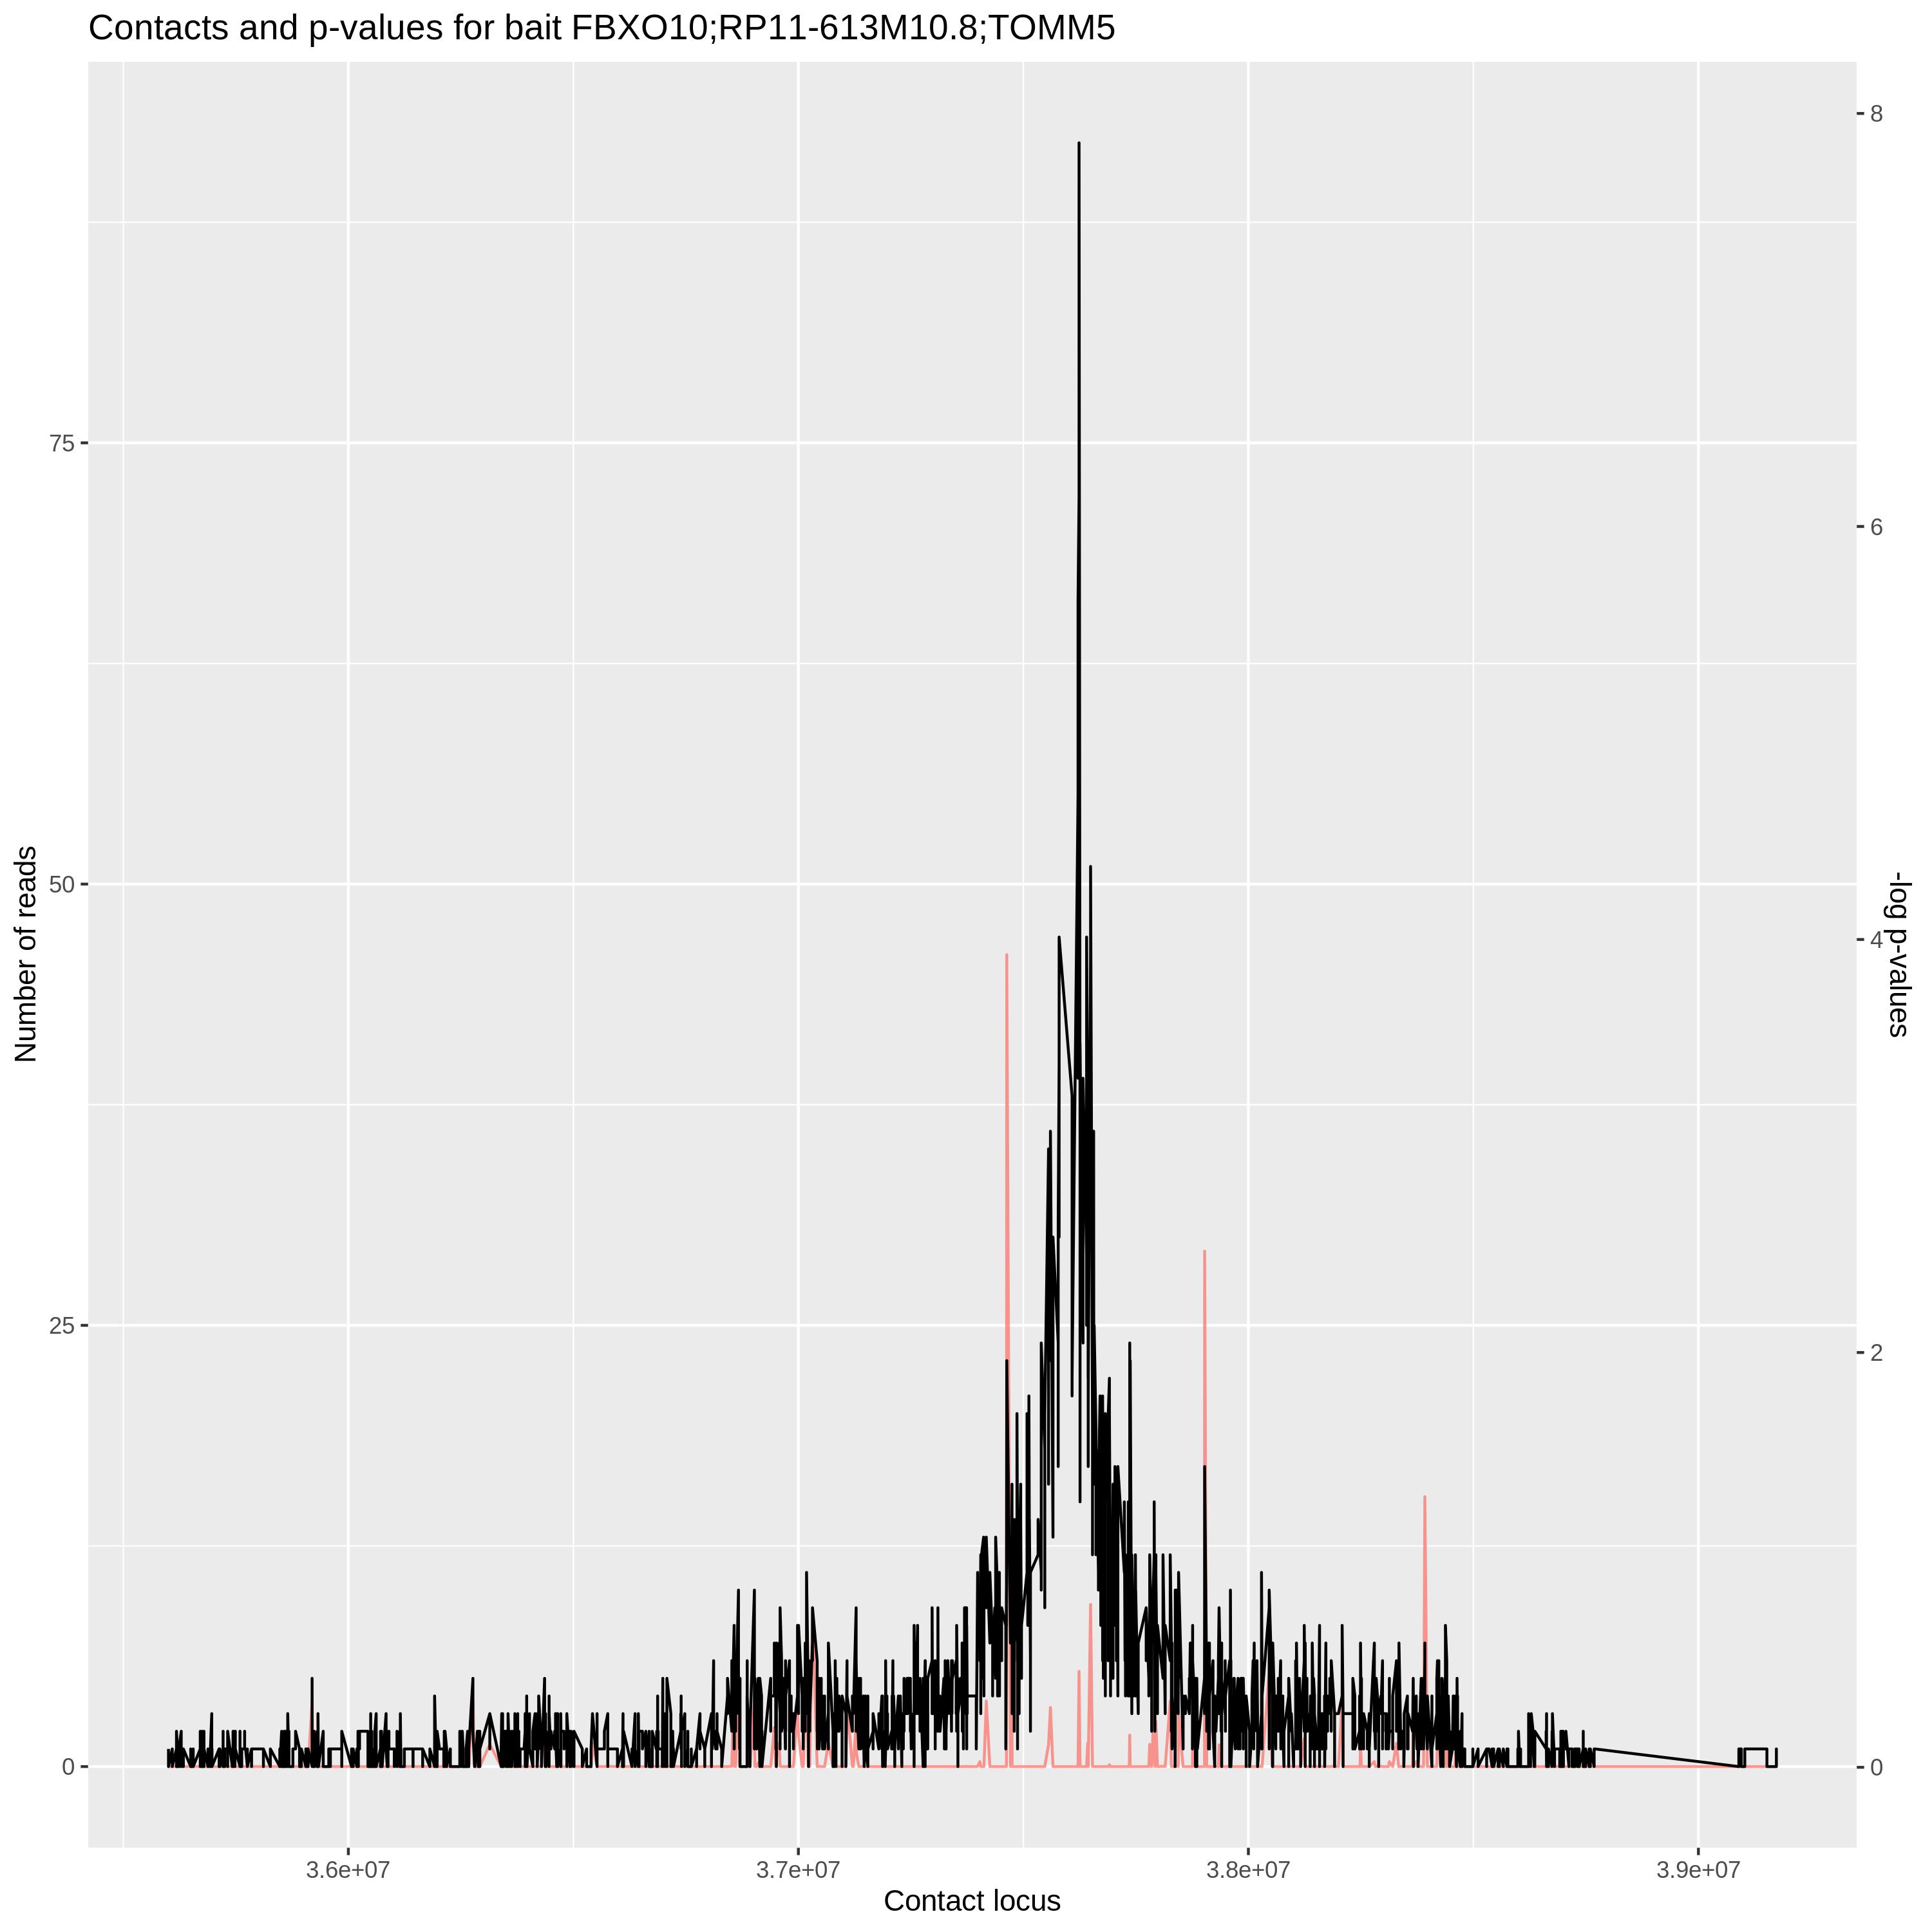 Contacts and p-values for bait FBXO10;RP11-613M10.8;TOMM5
8
6
4
2
0
-log p-values
75
50
25
0
Number of reads
3.6e+07
3.7e+07
3.8e+07
3.9e+07
Contact locus